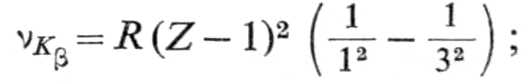 ν_{K_β} = R (Z − 1)² ( 1/1² − 1/3² ) ;